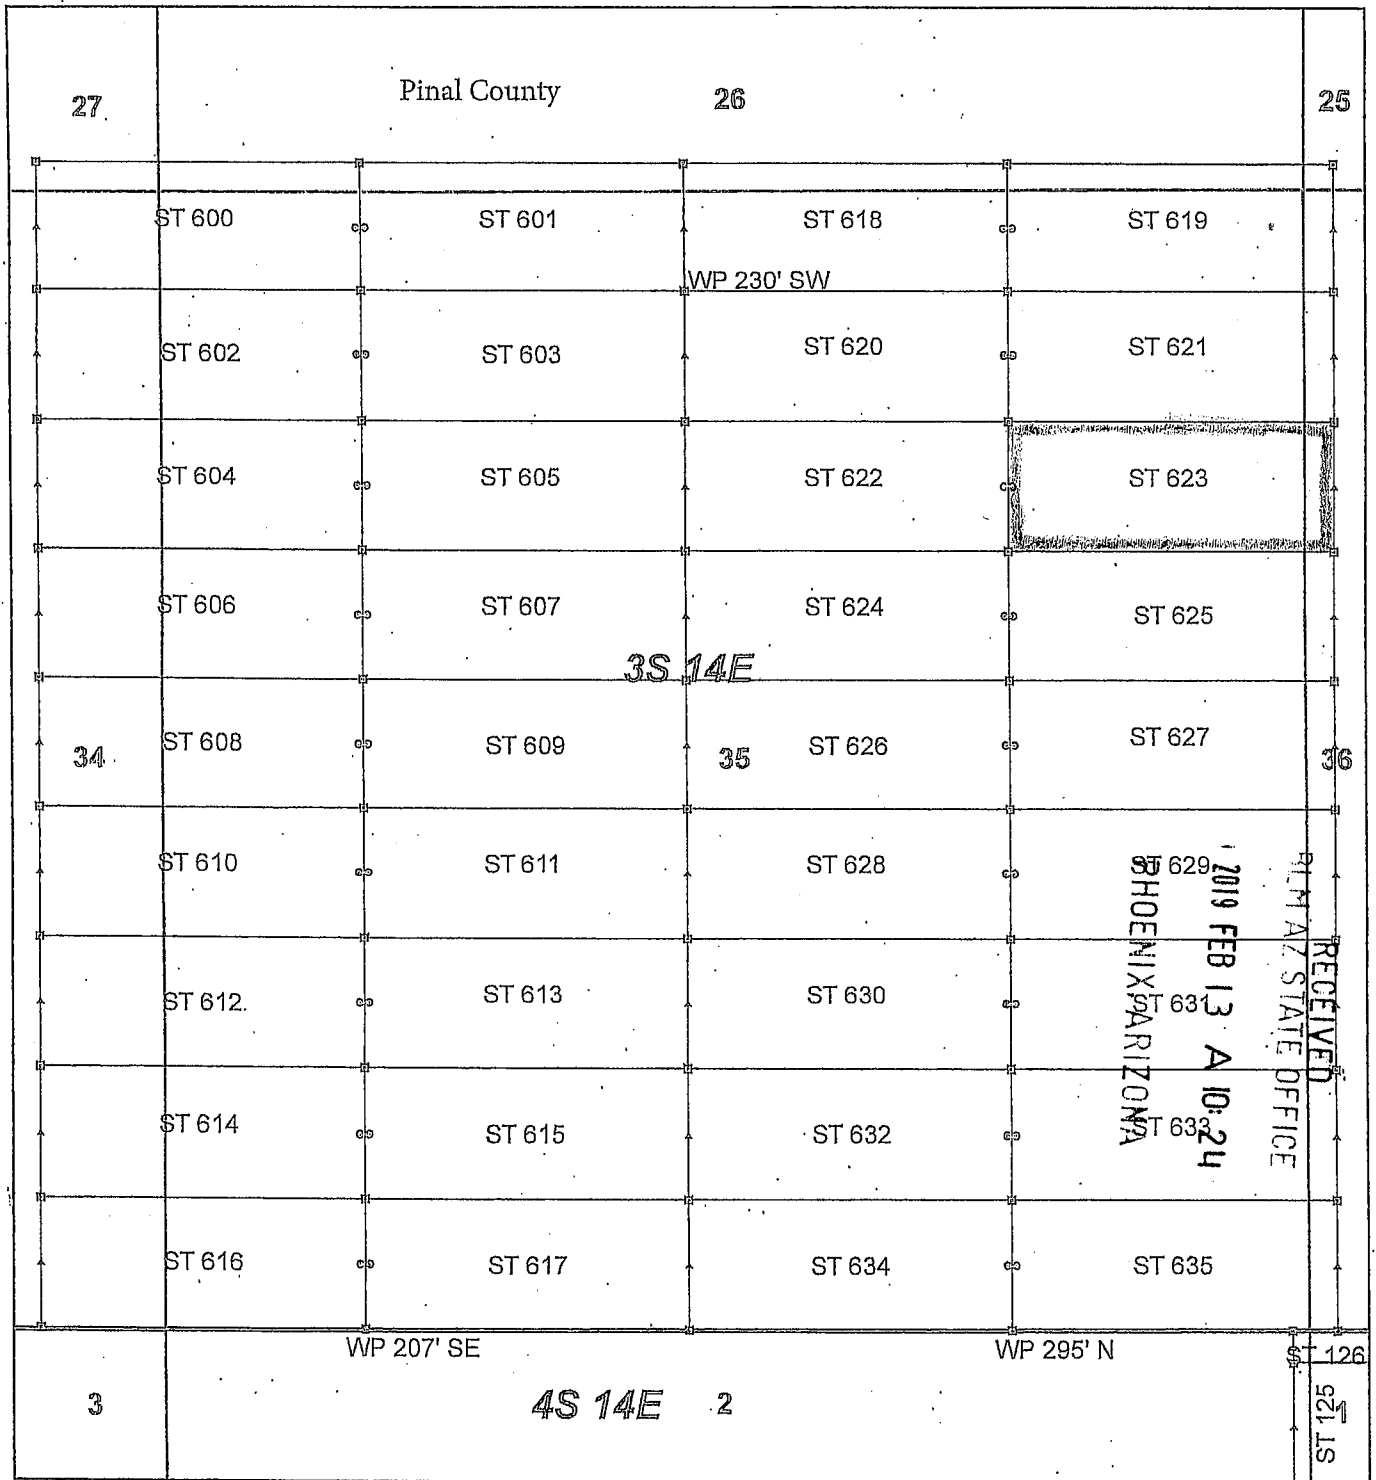 27 Pinal County 26 25
ST 600 ST 601 ST 618 ST 619
WP 230' SW
ST 602 ST 603 ST 620 ST 621
ST 604 ST 605 ST 622 ST 623
ST 606 ST 607 ST 624 ST 625
3S 14E
ST 608 ST 609 ST 626 ST 627
34 35 36
ST 610 ST 611 ST 628 ST 629
ST 612 ST 613 ST 630 ST 631
ST 614 ST 615 ST 632 ST 633
ST 616 ST 617 ST 634 ST 635
RECEIVED
BLM AZ STATE OFFICE
2019 FEB 13 A 10:24
PHOENIX, ARIZONA
WP 207' SE WP 295' N
ST 126
3 4S 14E 2 1
ST 125